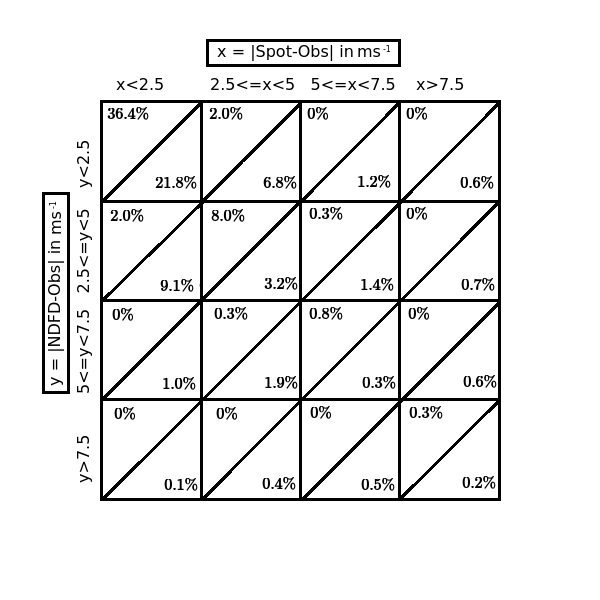 x = |Spot-Obs| in ms⁻¹
x<2.5 2.5<=x<5 5<=x<7.5 x>7.5
y = |NDFD-Obs| in ms⁻¹
y<2.5
36.4% 2.0% 0% 0%
21.8% 6.8% 1.2% 0.6%
2.5<=y<5
2.0% 8.0% 0.3% 0%
9.1% 3.2% 1.4% 0.7%
5<=y<7.5
0% 0.3% 0.8% 0%
1.0% 1.9% 0.3% 0.6%
y>7.5
0% 0% 0% 0.3%
0.1% 0.4% 0.5% 0.2%